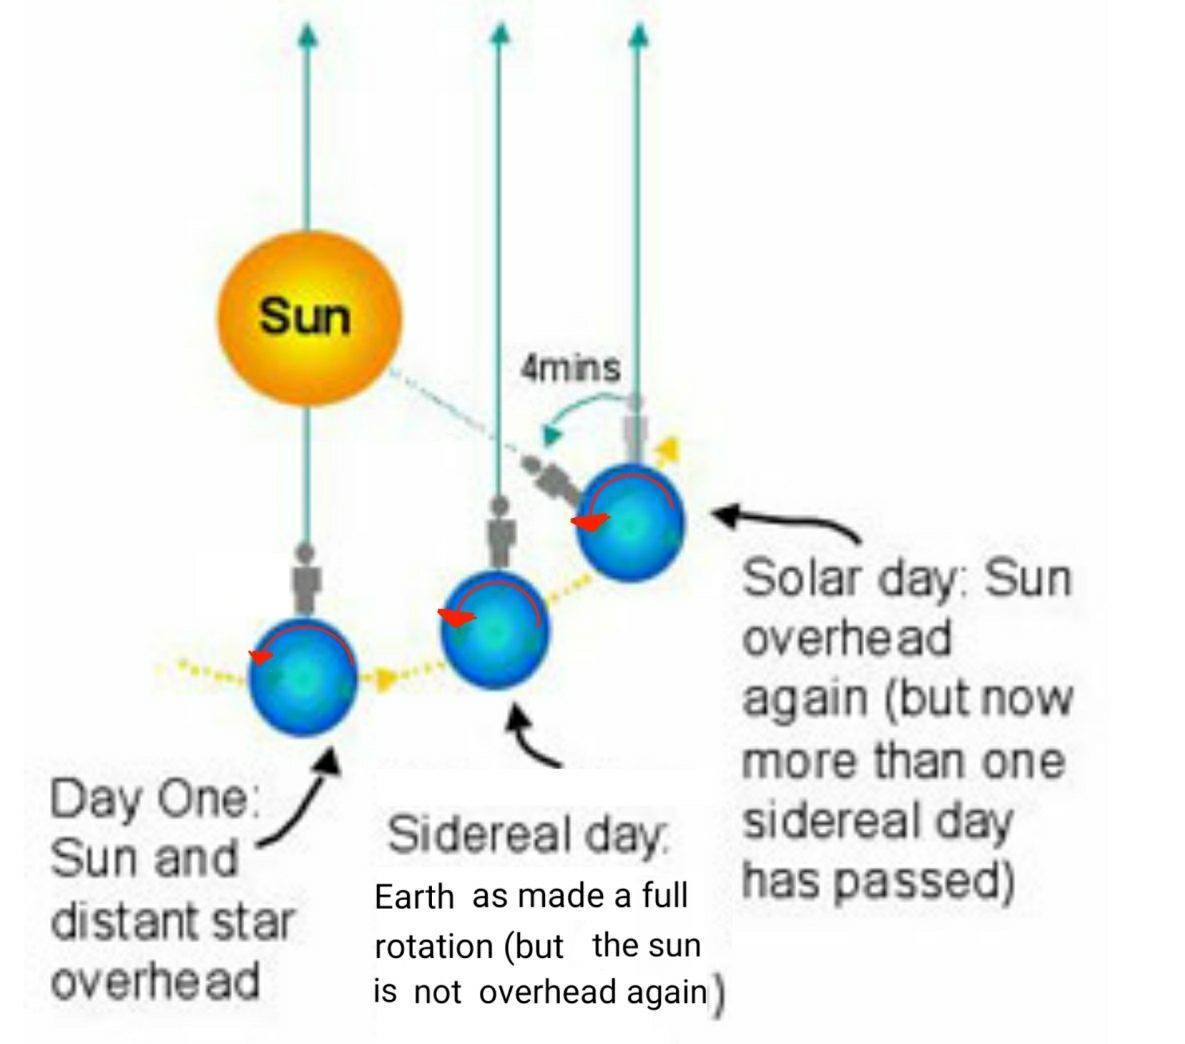 Sun
4mins
Day One:
Sun and
distant star
overhead
Sidereal day:
Earth as made a full
rotation (but the sun
is not overhead again)
Solar day: Sun
overhead
again (but now
more than one
sidereal day
has passed)